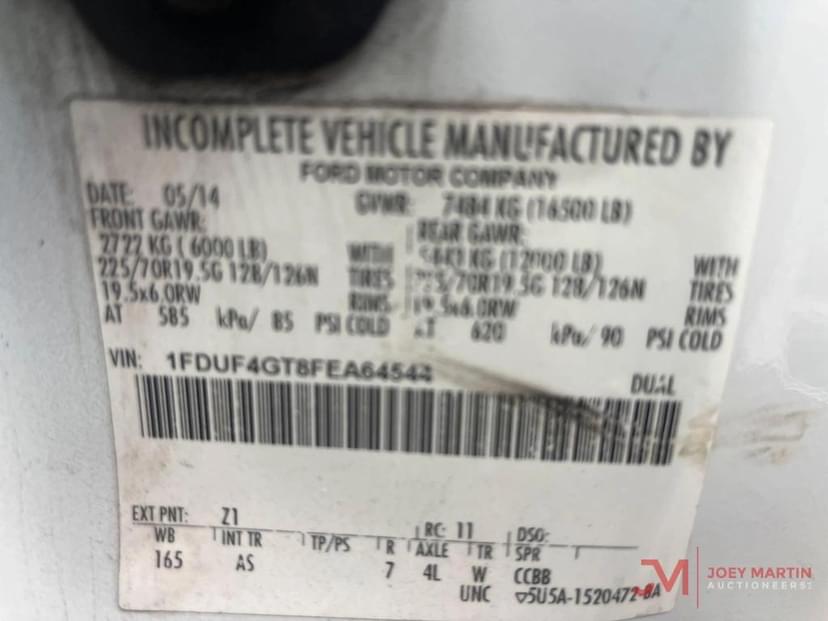 INCOMPLETE VEHICLE MANUFACTURED BY
FORD MOTOR COMPANY
DATE: 05/14 GVWR: 7484 KG (16500 LB)
FRONT GAWR: REAR GAWR:
2722 KG ( 6000 LB) WITH KG (12000 LB) WITH
225/70R19.5G 128/126N TIRES 225/70R19.5G 128/126N TIRES
19.5x6.0RW RIMS 19.5x6.0RW RIMS
AT 585 kPa/ 85 PSI COLD AT 620 kPa/ 90 PSI COLD
VIN: 1FDUF4GT8FEA64544 DUAL
EXT PNT: Z1 RC: 11 DSO:
WB INT TR TP/PS R AXLE TR SPR
165 AS 7 4L W CCBB
UNC 5U5A-1520472-BA
JOEY MARTIN
AUCTIONEERS